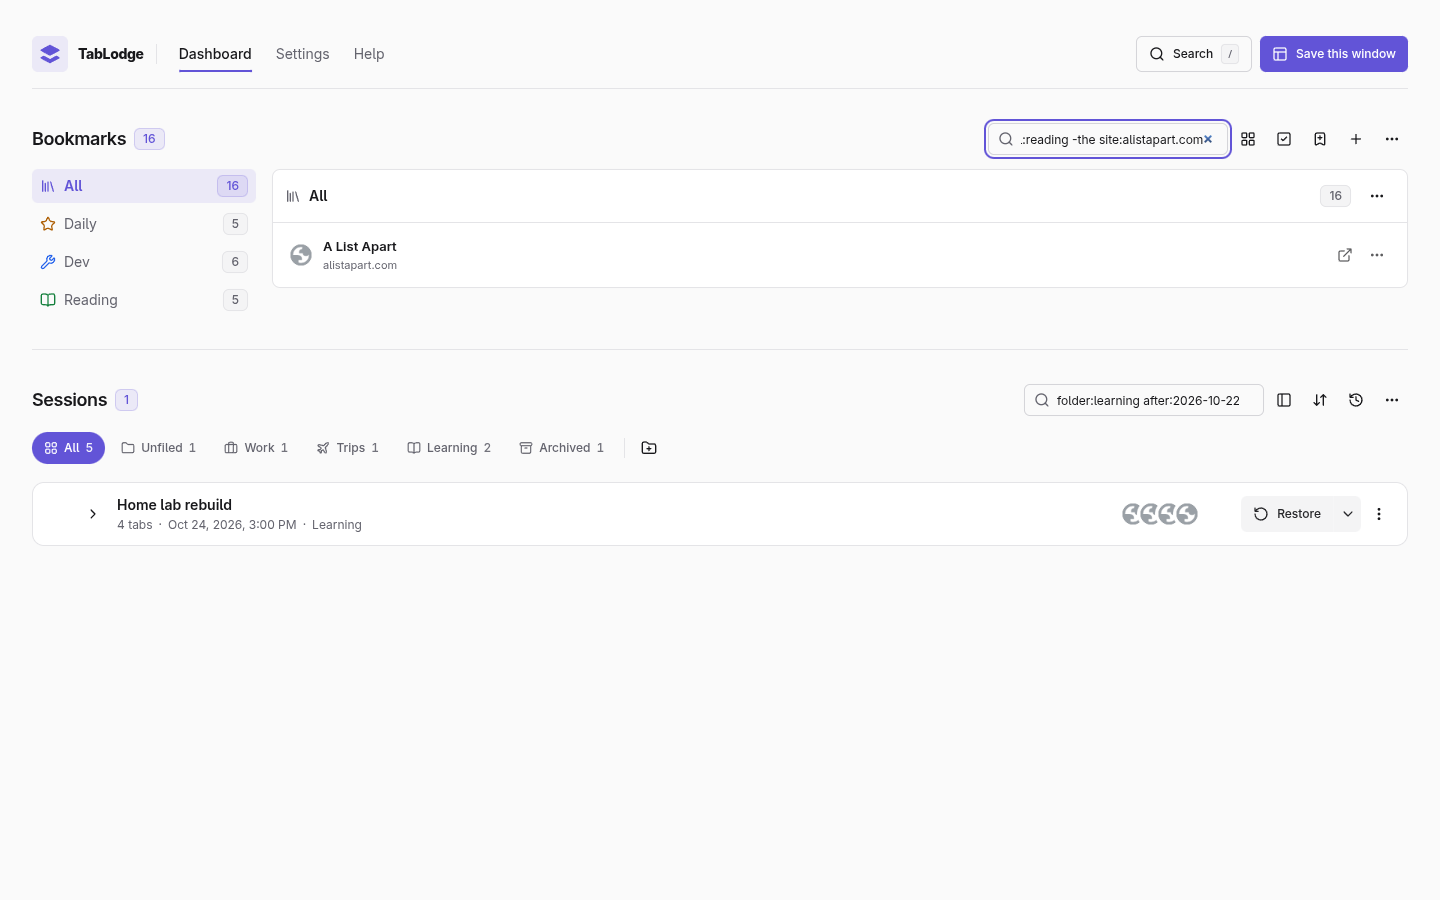 TabLodge
Dashboard
Settings
Help
Search /
Save this window
Bookmarks 16
:reading -the site:alistapart.com
All 16
Daily 5
Dev 6
Reading 5
All 16
A List Apart
alistapart.com
Sessions 1
folder:learning after:2026-10-22
All 5
Unfiled 1
Work 1
Trips 1
Learning 2
Archived 1
Home lab rebuild
4 tabs · Oct 24, 2026, 3:00 PM · Learning
Restore